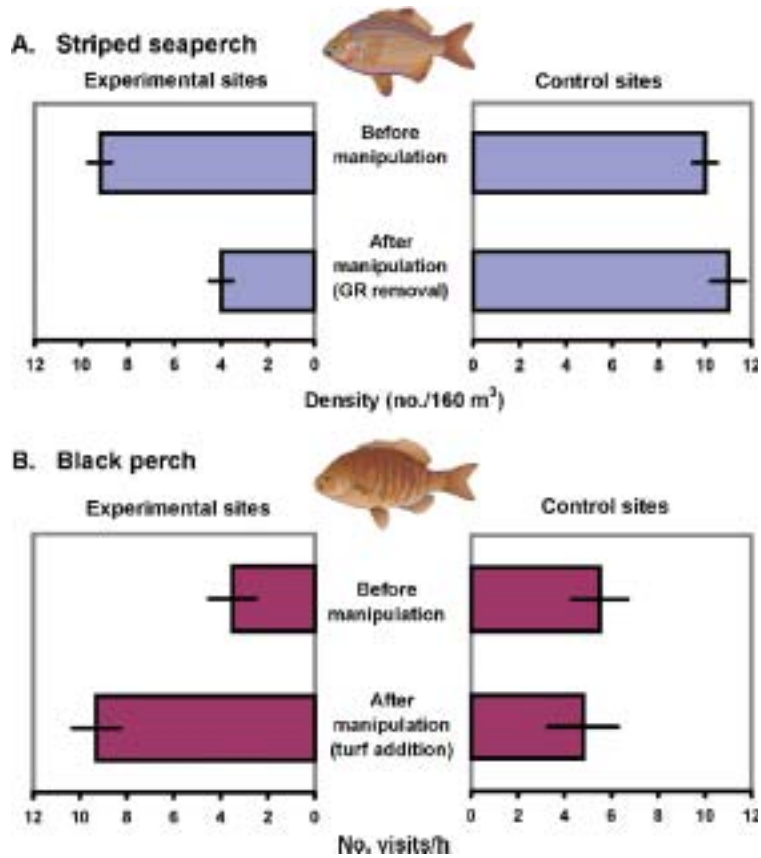 A. Striped seaperch
Experimental sites
Control sites
Before
manipulation
After
manipulation
(GR removal)
12 10 8 6 4 2 0
0 2 4 6 8 10 12
Density (no./160 m³)
B. Black perch
Experimental sites
Control sites
Before
manipulation
After
manipulation
(turf addition)
12 10 8 6 4 2 0
0 2 4 6 8 10 12
No. visits/h